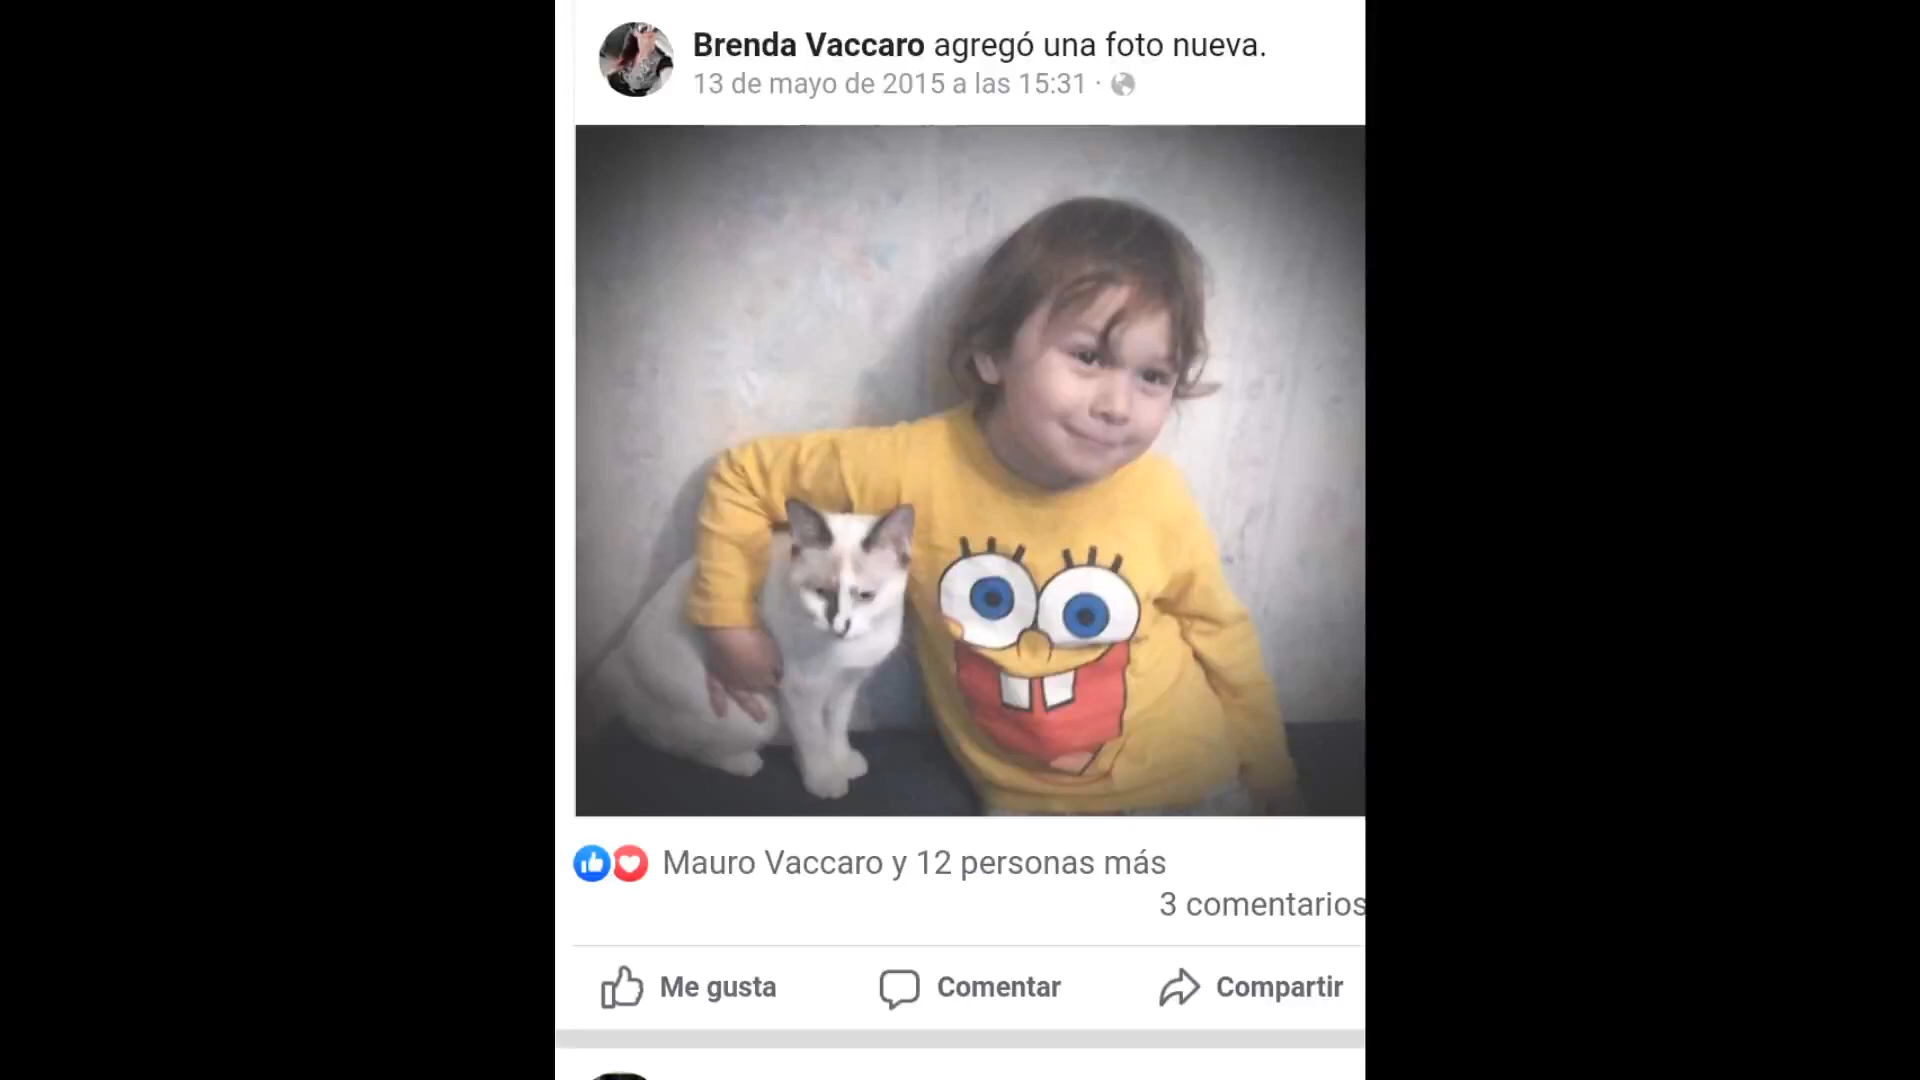 Brenda Vaccaro agregó una foto nueva.
13 de mayo de 2015 a las 15:31 ·
Mauro Vaccaro y 12 personas más
3 comentarios
Me gusta
Comentar
Compartir